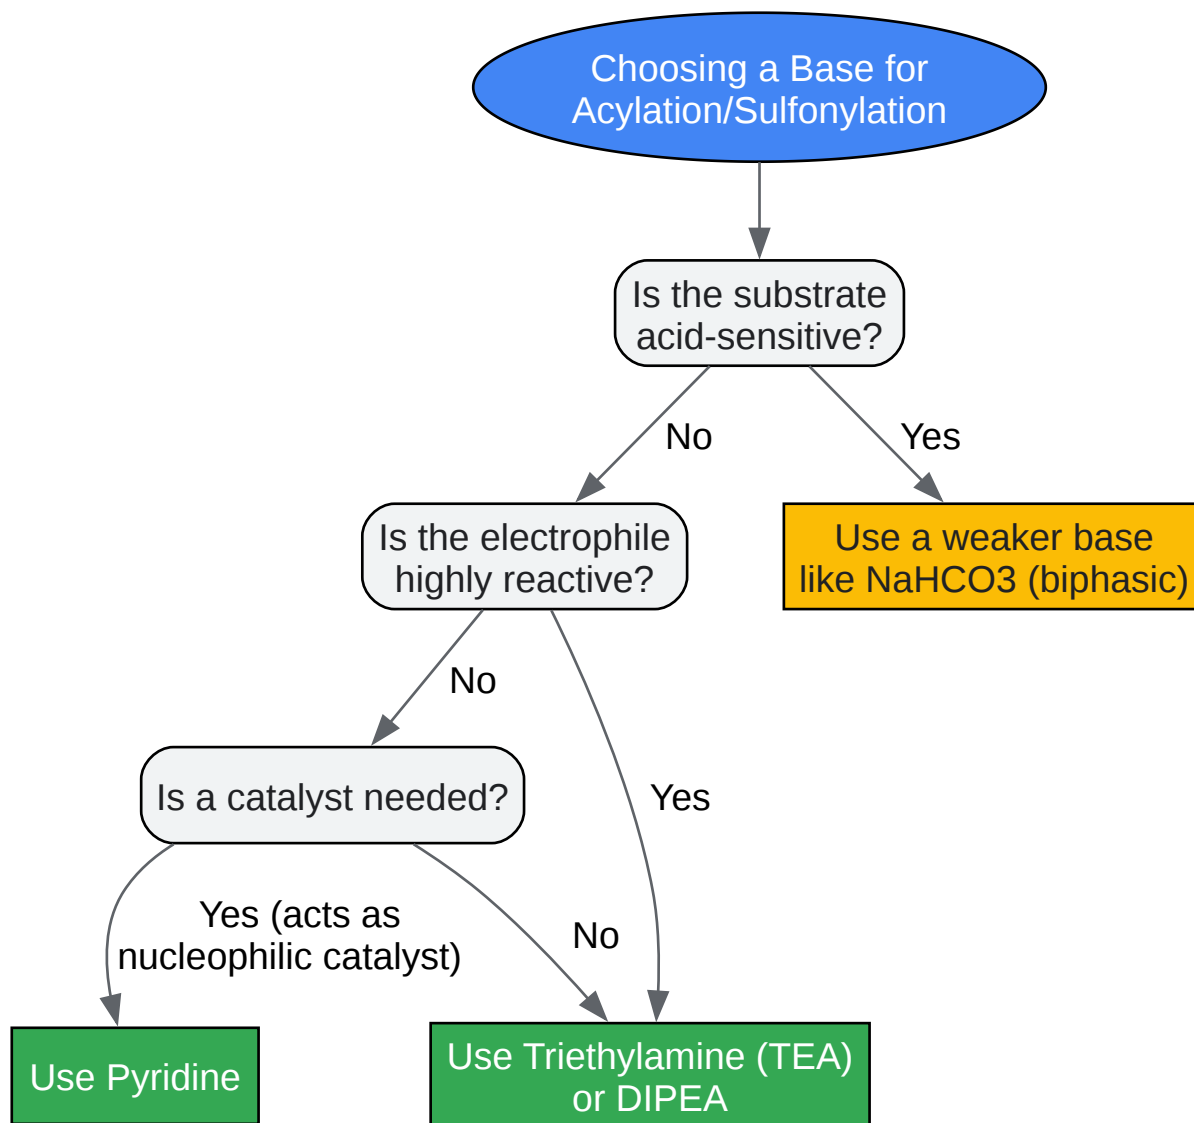 Choosing a Base for
Acylation/Sulfonylation
Is the substrate
acid-sensitive?
No
Yes
Is the electrophile
highly reactive?
Use a weaker base
like NaHCO3 (biphasic)
No
Is a catalyst needed?
Yes
Yes (acts as
nucleophilic catalyst)
No
Use Pyridine
Use Triethylamine (TEA)
or DIPEA